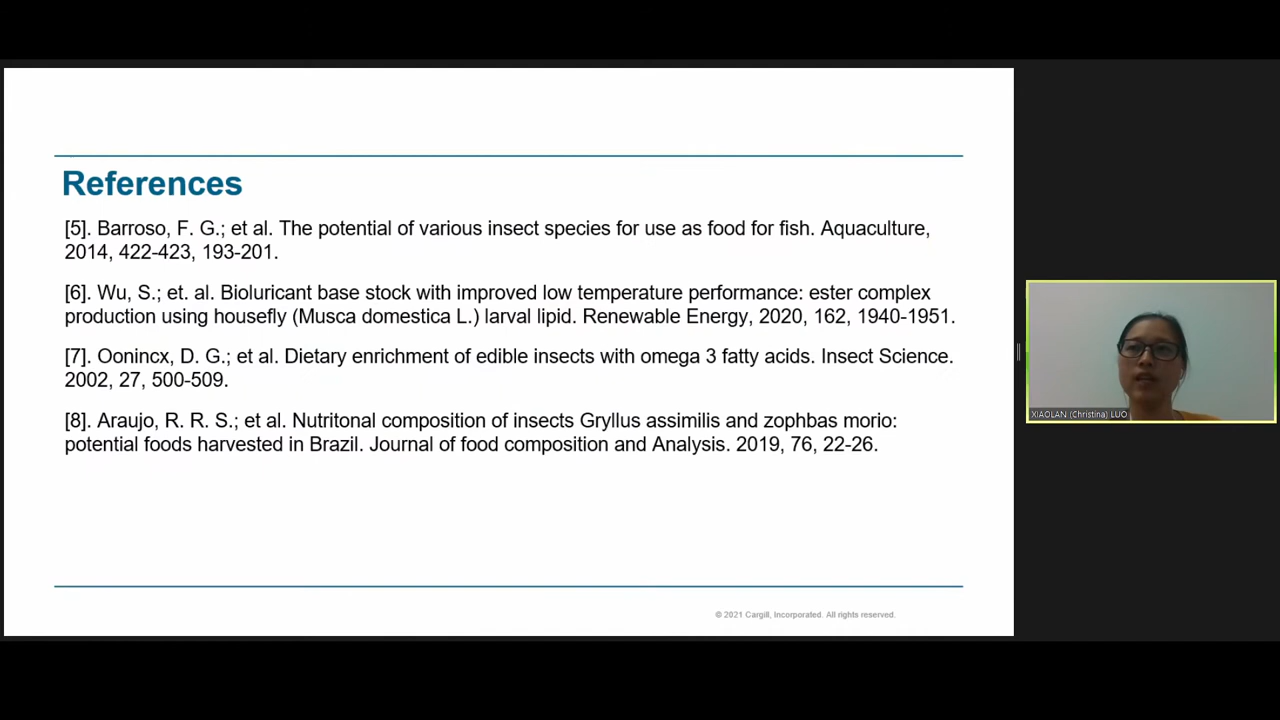 References
[5]. Barroso, F. G.; et al. The potential of various insect species for use as food for fish. Aquaculture,
2014, 422-423, 193-201.
[6]. Wu, S.; et. al. Bioluricant base stock with improved low temperature performance: ester complex
production using housefly (Musca domestica L.) larval lipid. Renewable Energy, 2020, 162, 1940-1951.
[7]. Oonincx, D. G.; et al. Dietary enrichment of edible insects with omega 3 fatty acids. Insect Science.
2002, 27, 500-509.
[8]. Araujo, R. R. S.; et al. Nutritonal composition of insects Gryllus assimilis and zophbas morio:
potential foods harvested in Brazil. Journal of food composition and Analysis. 2019, 76, 22-26.
© 2021 Cargill, Incorporated. All rights reserved.
XIAOLAN (Christina) LUO